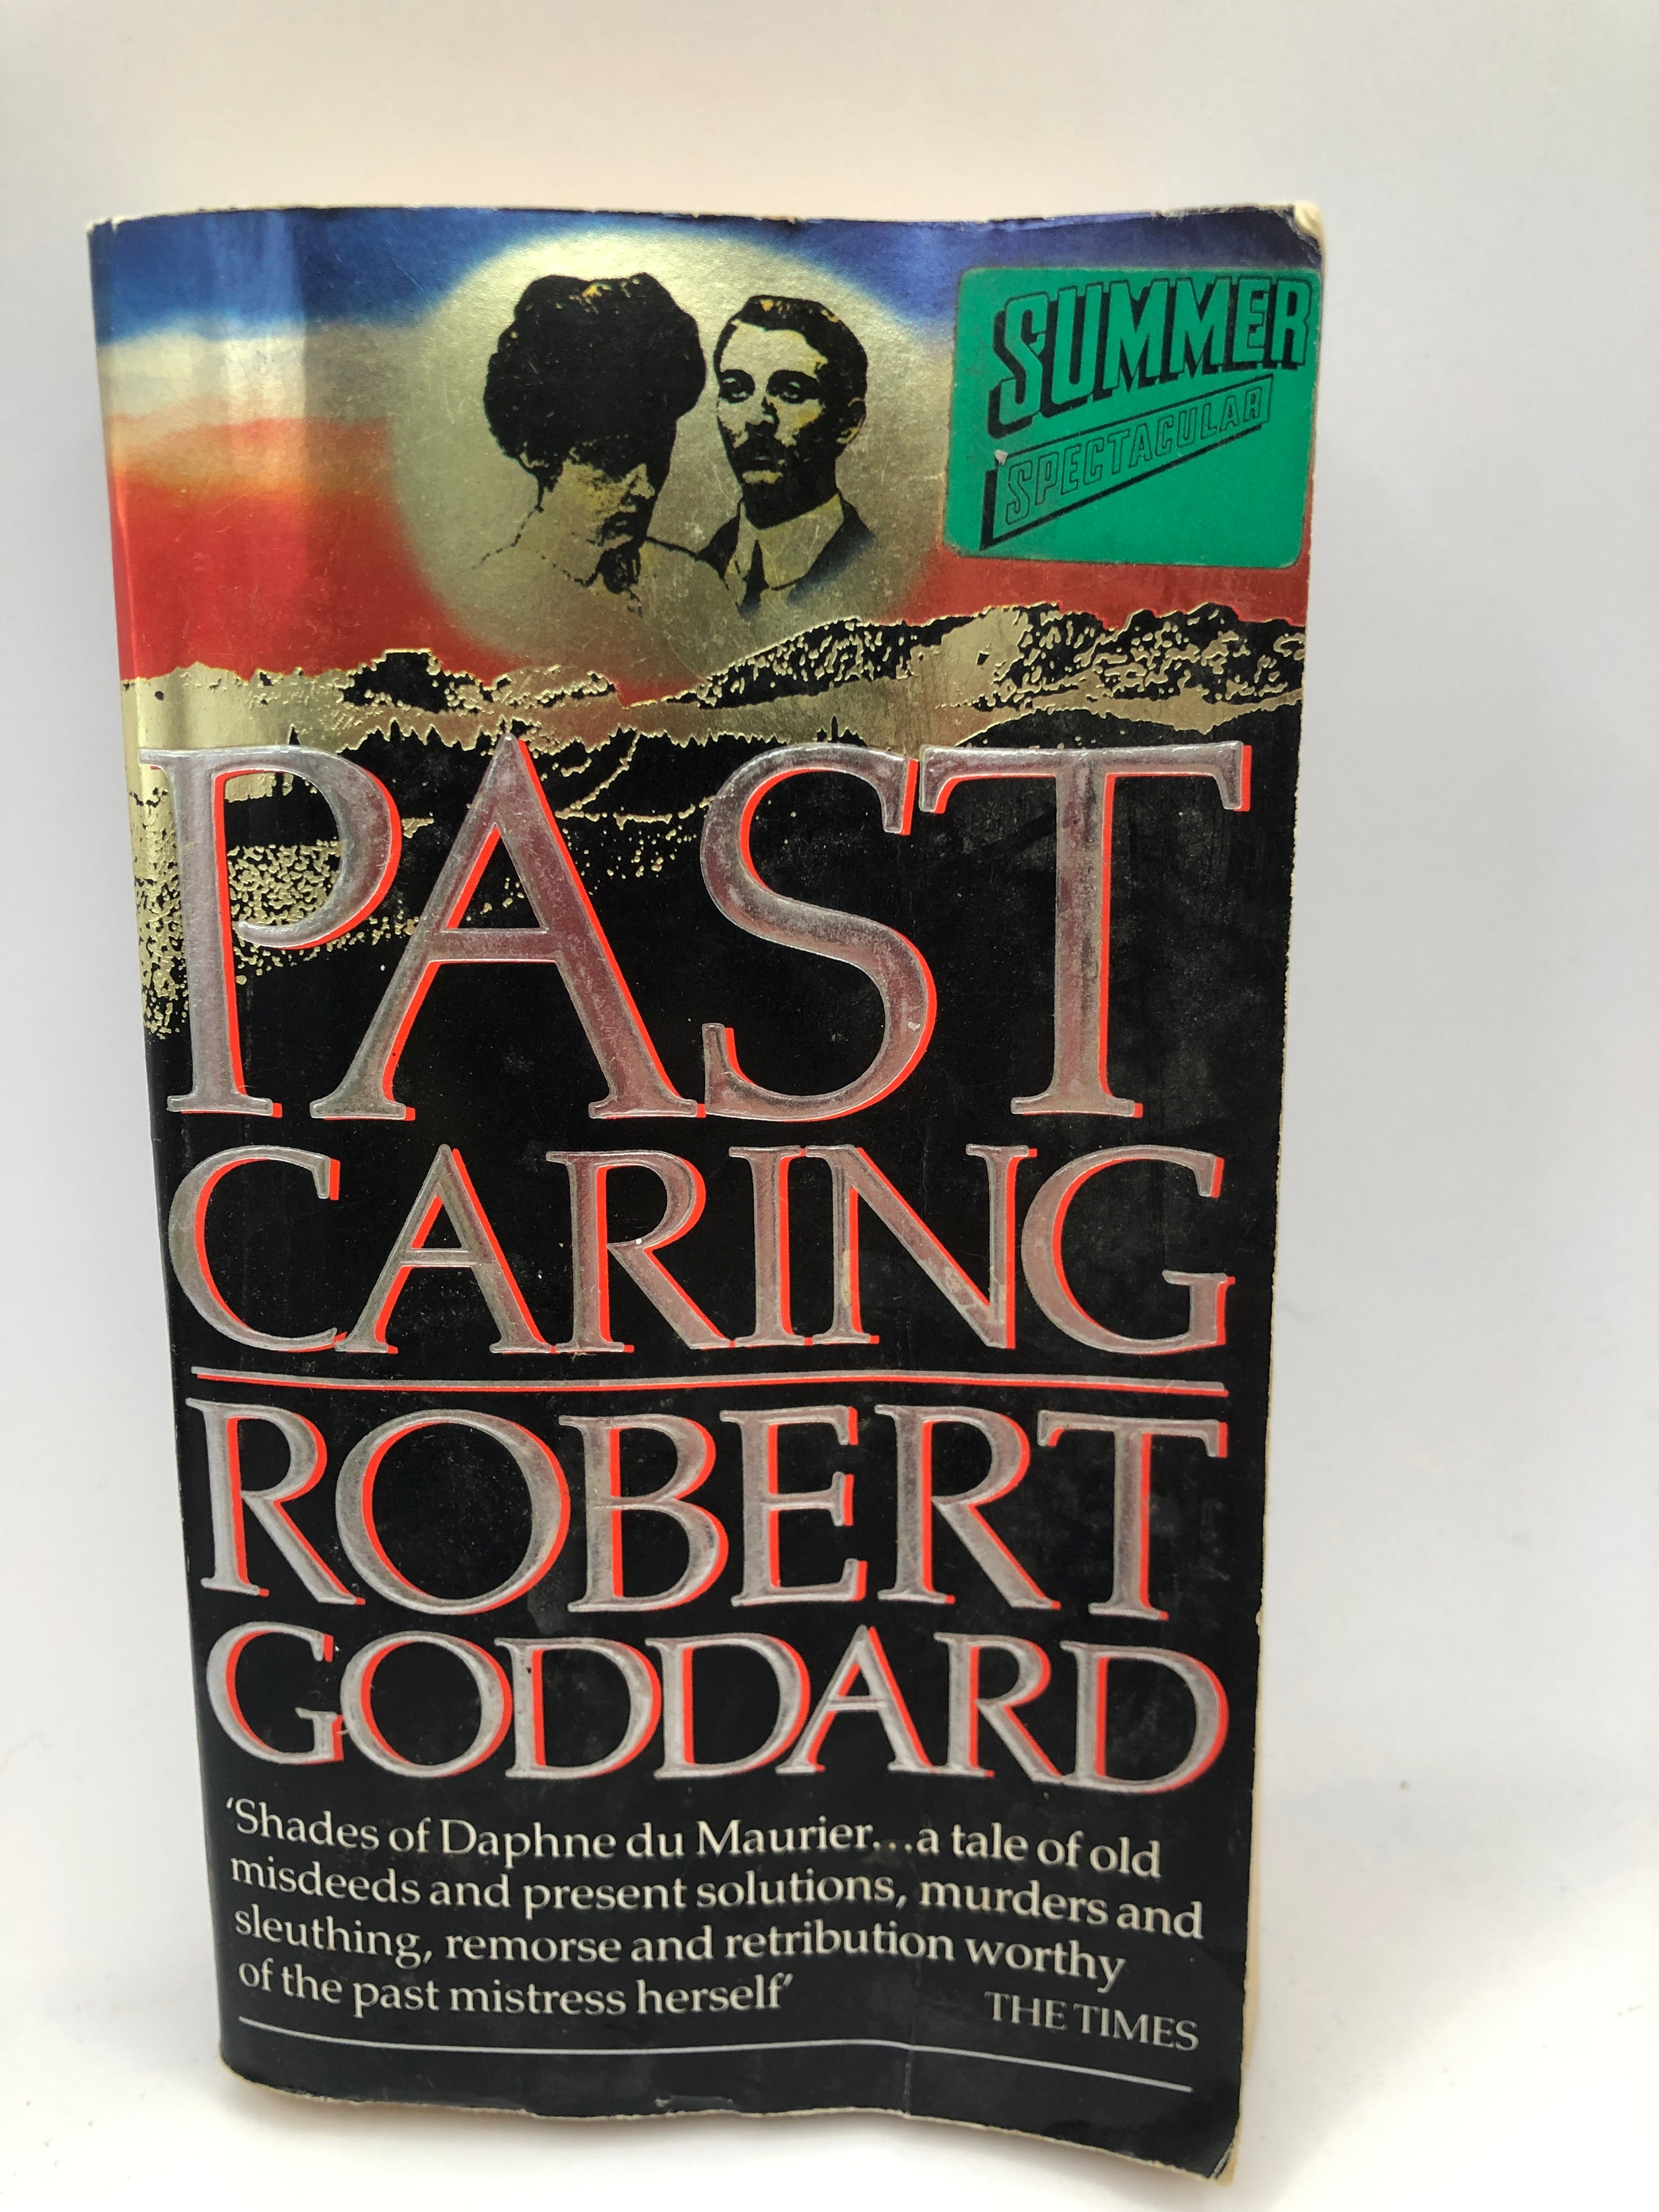 SUMMER
SPECTACULAR
PAST
CARING
ROBERT
GODDARD
‘Shades of Daphne du Maurier...a tale of old
misdeeds and present solutions, murders and
sleuthing, remorse and retribution worthy
of the past mistress herself’
THE TIMES